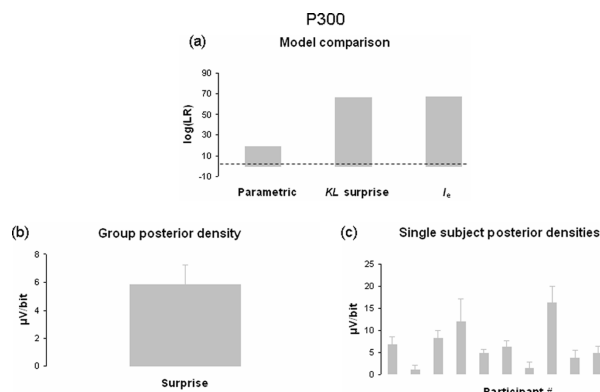 P300
(a)
Model comparison
log(LR)
90
70
50
30
10
-10
Parametric KL surprise Ie
(b)
Group posterior density
µV/bit
8
6
4
2
0
Surprise
(c)
Single subject posterior densities
µV/bit
25
20
15
10
5
0
Participant #